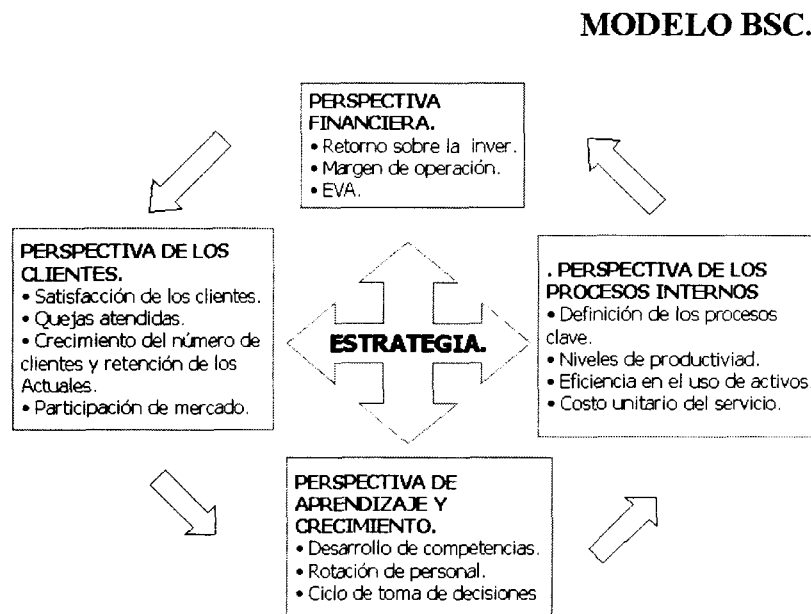 MODELO BSC.
PERSPECTIVA
FINANCIERA.
• Retorno sobre la inver.
• Margen de operación.
• EVA.
PERSPECTIVA DE LOS
CLIENTES.
• Satisfacción de los clientes.
• Quejas atendidas.
• Crecimiento del número de
clientes y retención de los
Actuales.
• Participación de mercado.
ESTRATEGIA.
. PERSPECTIVA DE LOS
PROCESOS INTERNOS
• Definición de los procesos
clave.
• Niveles de productiviad.
• Eficiencia en el uso de activos.
• Costo unitario del servicio.
PERSPECTIVA DE
APRENDIZAJE Y
CRECIMIENTO.
• Desarrollo de competencias.
• Rotación de personal.
• Ciclo de toma de decisiones